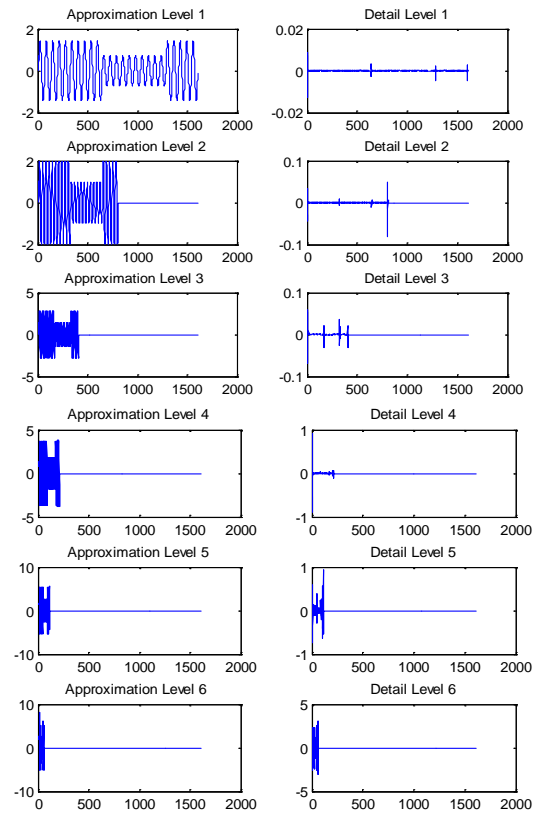 Approximation Level 1
Detail Level 1
2
0
-2
0 500 1000 1500 2000
0.02
0
-0.02
0 500 1000 1500 2000
Approximation Level 2
Detail Level 2
2
0
-2
0 500 1000 1500 2000
0.1
0
-0.1
0 500 1000 1500 2000
Approximation Level 3
Detail Level 3
5
0
-5
0 500 1000 1500 2000
0.1
0
-0.1
0 500 1000 1500 2000
Approximation Level 4
Detail Level 4
5
0
-5
0 500 1000 1500 2000
1
0
-1
0 500 1000 1500 2000
Approximation Level 5
Detail Level 5
10
0
-10
0 500 1000 1500 2000
1
0
-1
0 500 1000 1500 2000
Approximation Level 6
Detail Level 6
10
0
-10
0 500 1000 1500 2000
5
0
-5
0 500 1000 1500 2000